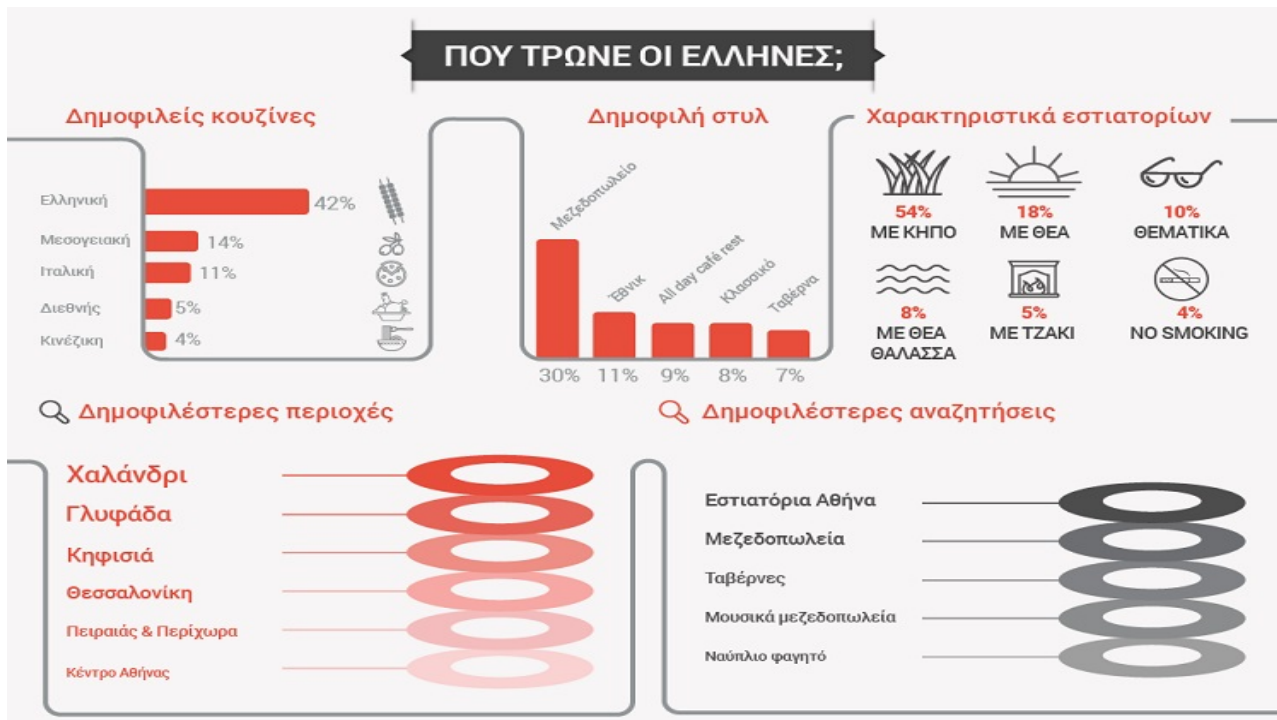 ΠΟΥ ΤΡΩΝΕ ΟΙ ΕΛΛΗΝΕΣ;
Δημοφιλείς κουζίνες
Ελληνική 42%
Μεσογειακή 14%
Ιταλική 11%
Διεθνής 5%
Κινέζικη 4%
Δημοφιλή στυλ
Μεζεδοπωλείο
Έθνικ
All day café rest
Κλασσικό
Ταβέρνα
30% 11% 9% 8% 7%
Χαρακτηριστικά εστιατορίων
54%
ΜΕ ΚΗΠΟ
18%
ΜΕ ΘΕΑ
10%
ΘΕΜΑΤΙΚΑ
8%
ΜΕ ΘΕΑ
ΘΑΛΑΣΣΑ
5%
ΜΕ ΤΖΑΚΙ
4%
NO SMOKING
Δημοφιλέστερες περιοχές
Χαλάνδρι
Γλυφάδα
Κηφισιά
Θεσσαλονίκη
Πειραιάς & Περίχωρα
Κέντρο Αθήνας
Δημοφιλέστερες αναζητήσεις
Εστιατόρια Αθήνα
Μεζεδοπωλεία
Ταβέρνες
Μουσικά μεζεδοπωλεία
Ναύπλιο φαγητό